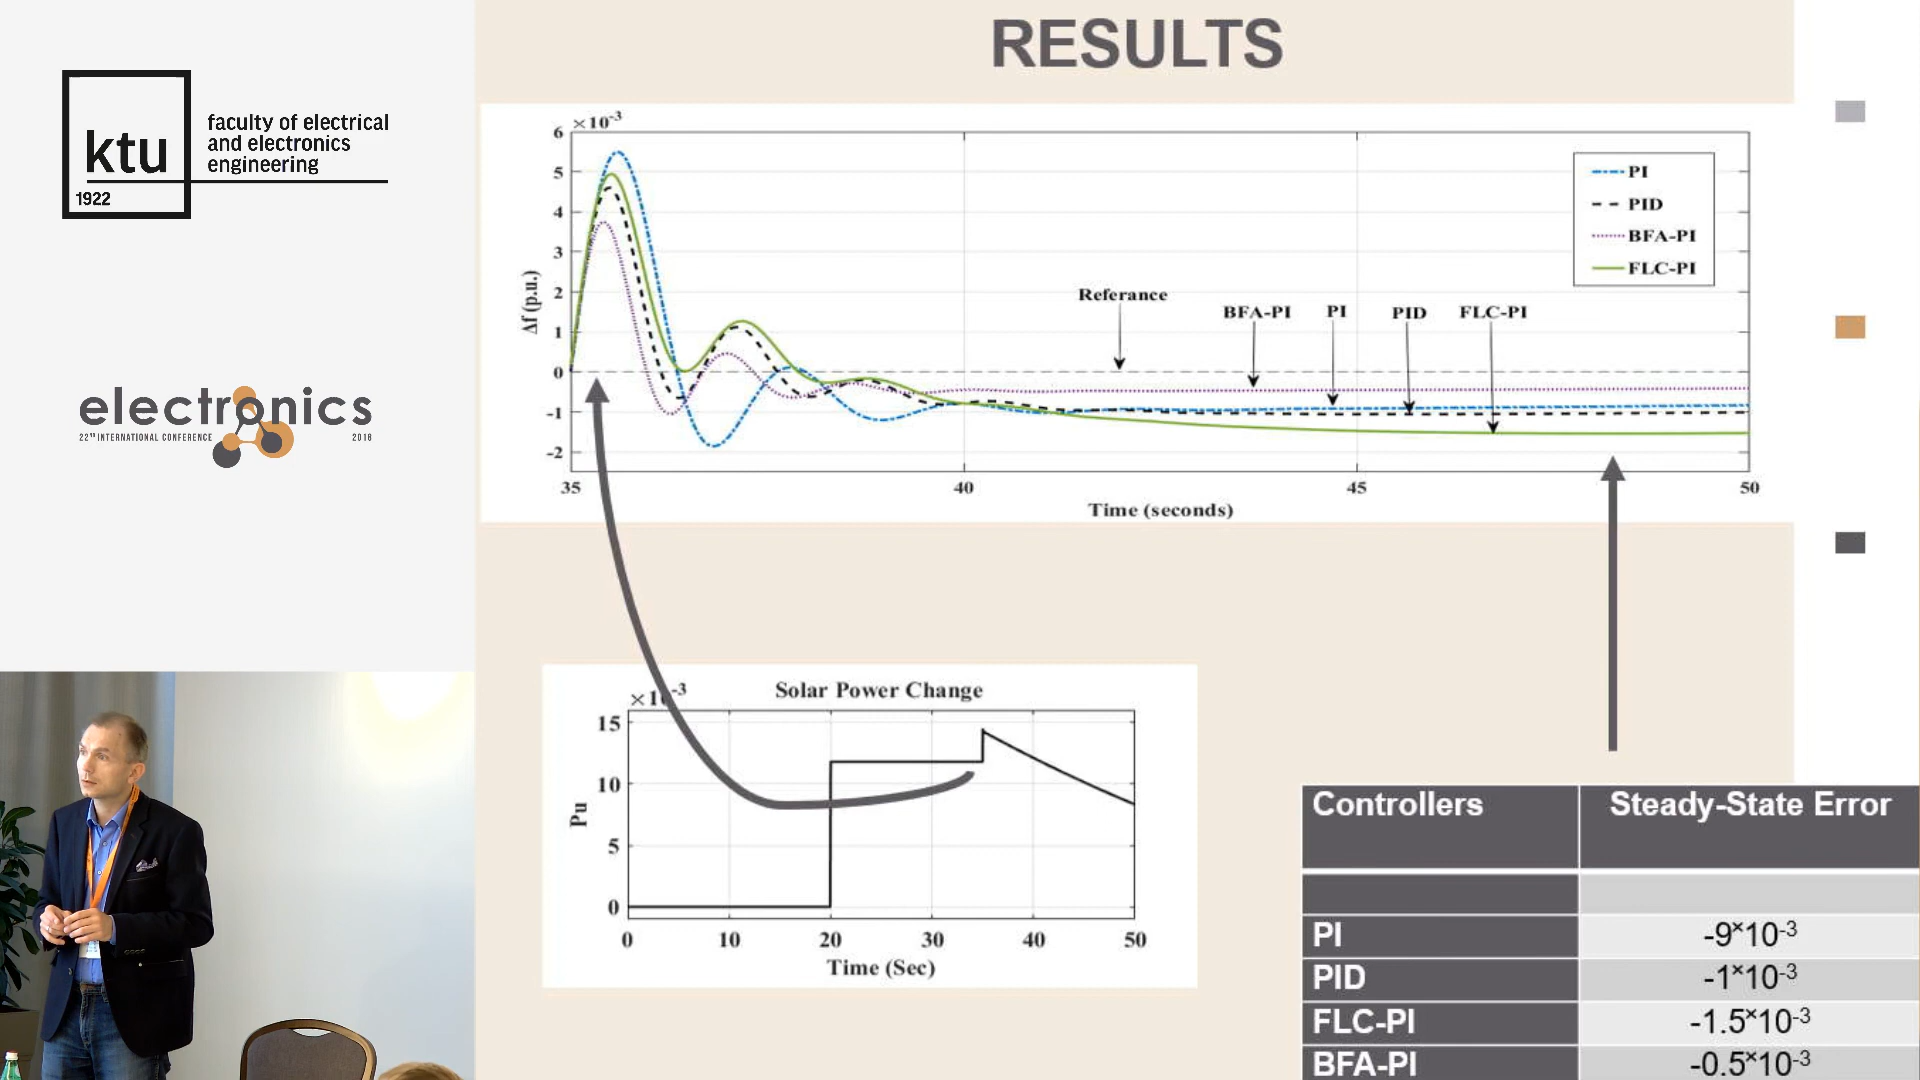 ktu
1922
faculty of electrical
and electronics
engineering
electronics
22ND INTERNATIONAL CONFERENCE 2018
RESULTS
×10-3
6
5
4
3
2
1
0
-1
-2
Δf (p.u.)
35
40
45
50
Time (seconds)
Referance
BFA-PI
PI
PID
FLC-PI
PI
PID
BFA-PI
FLC-PI
Solar Power Change
15
10
5
0
Pu
0
10
20
30
40
50
Time (Sec)
Controllers Steady-State Error
PI -9×10-3
PID -1×10-3
FLC-PI -1.5×10-3
BFA-PI -0.5×10-3